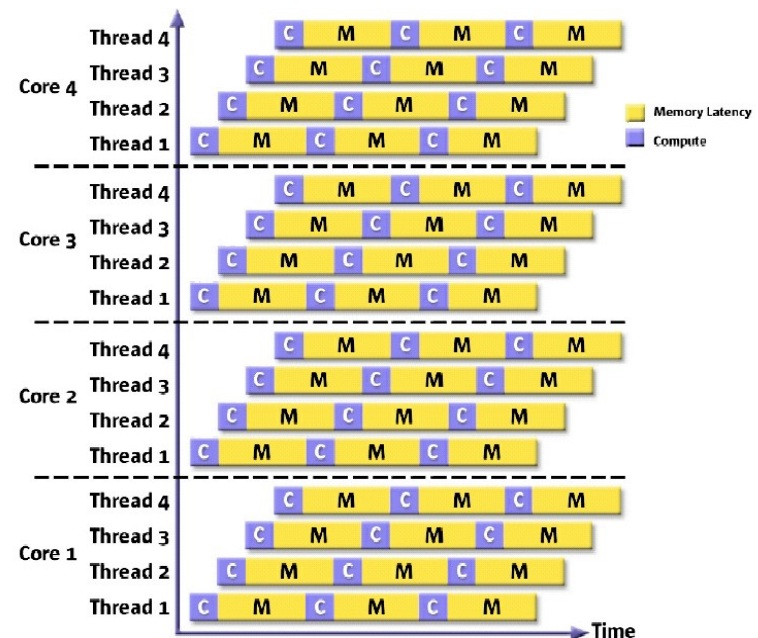 Thread 4 C M C M C M
Thread 3 C M C M C M
Core 4
Thread 2 C M C M C M
Thread 1 C M C M C M
Memory Latency
Compute
Thread 4 C M C M C M
Thread 3 C M C M C M
Core 3
Thread 2 C M C M C M
Thread 1 C M C M C M
Thread 4 C M C M C M
Thread 3 C M C M C M
Core 2
Thread 2 C M C M C M
Thread 1 C M C M C M
Thread 4 C M C M C M
Thread 3 C M C M C M
Core 1
Thread 2 C M C M C M
Thread 1 C M C M C M
Time